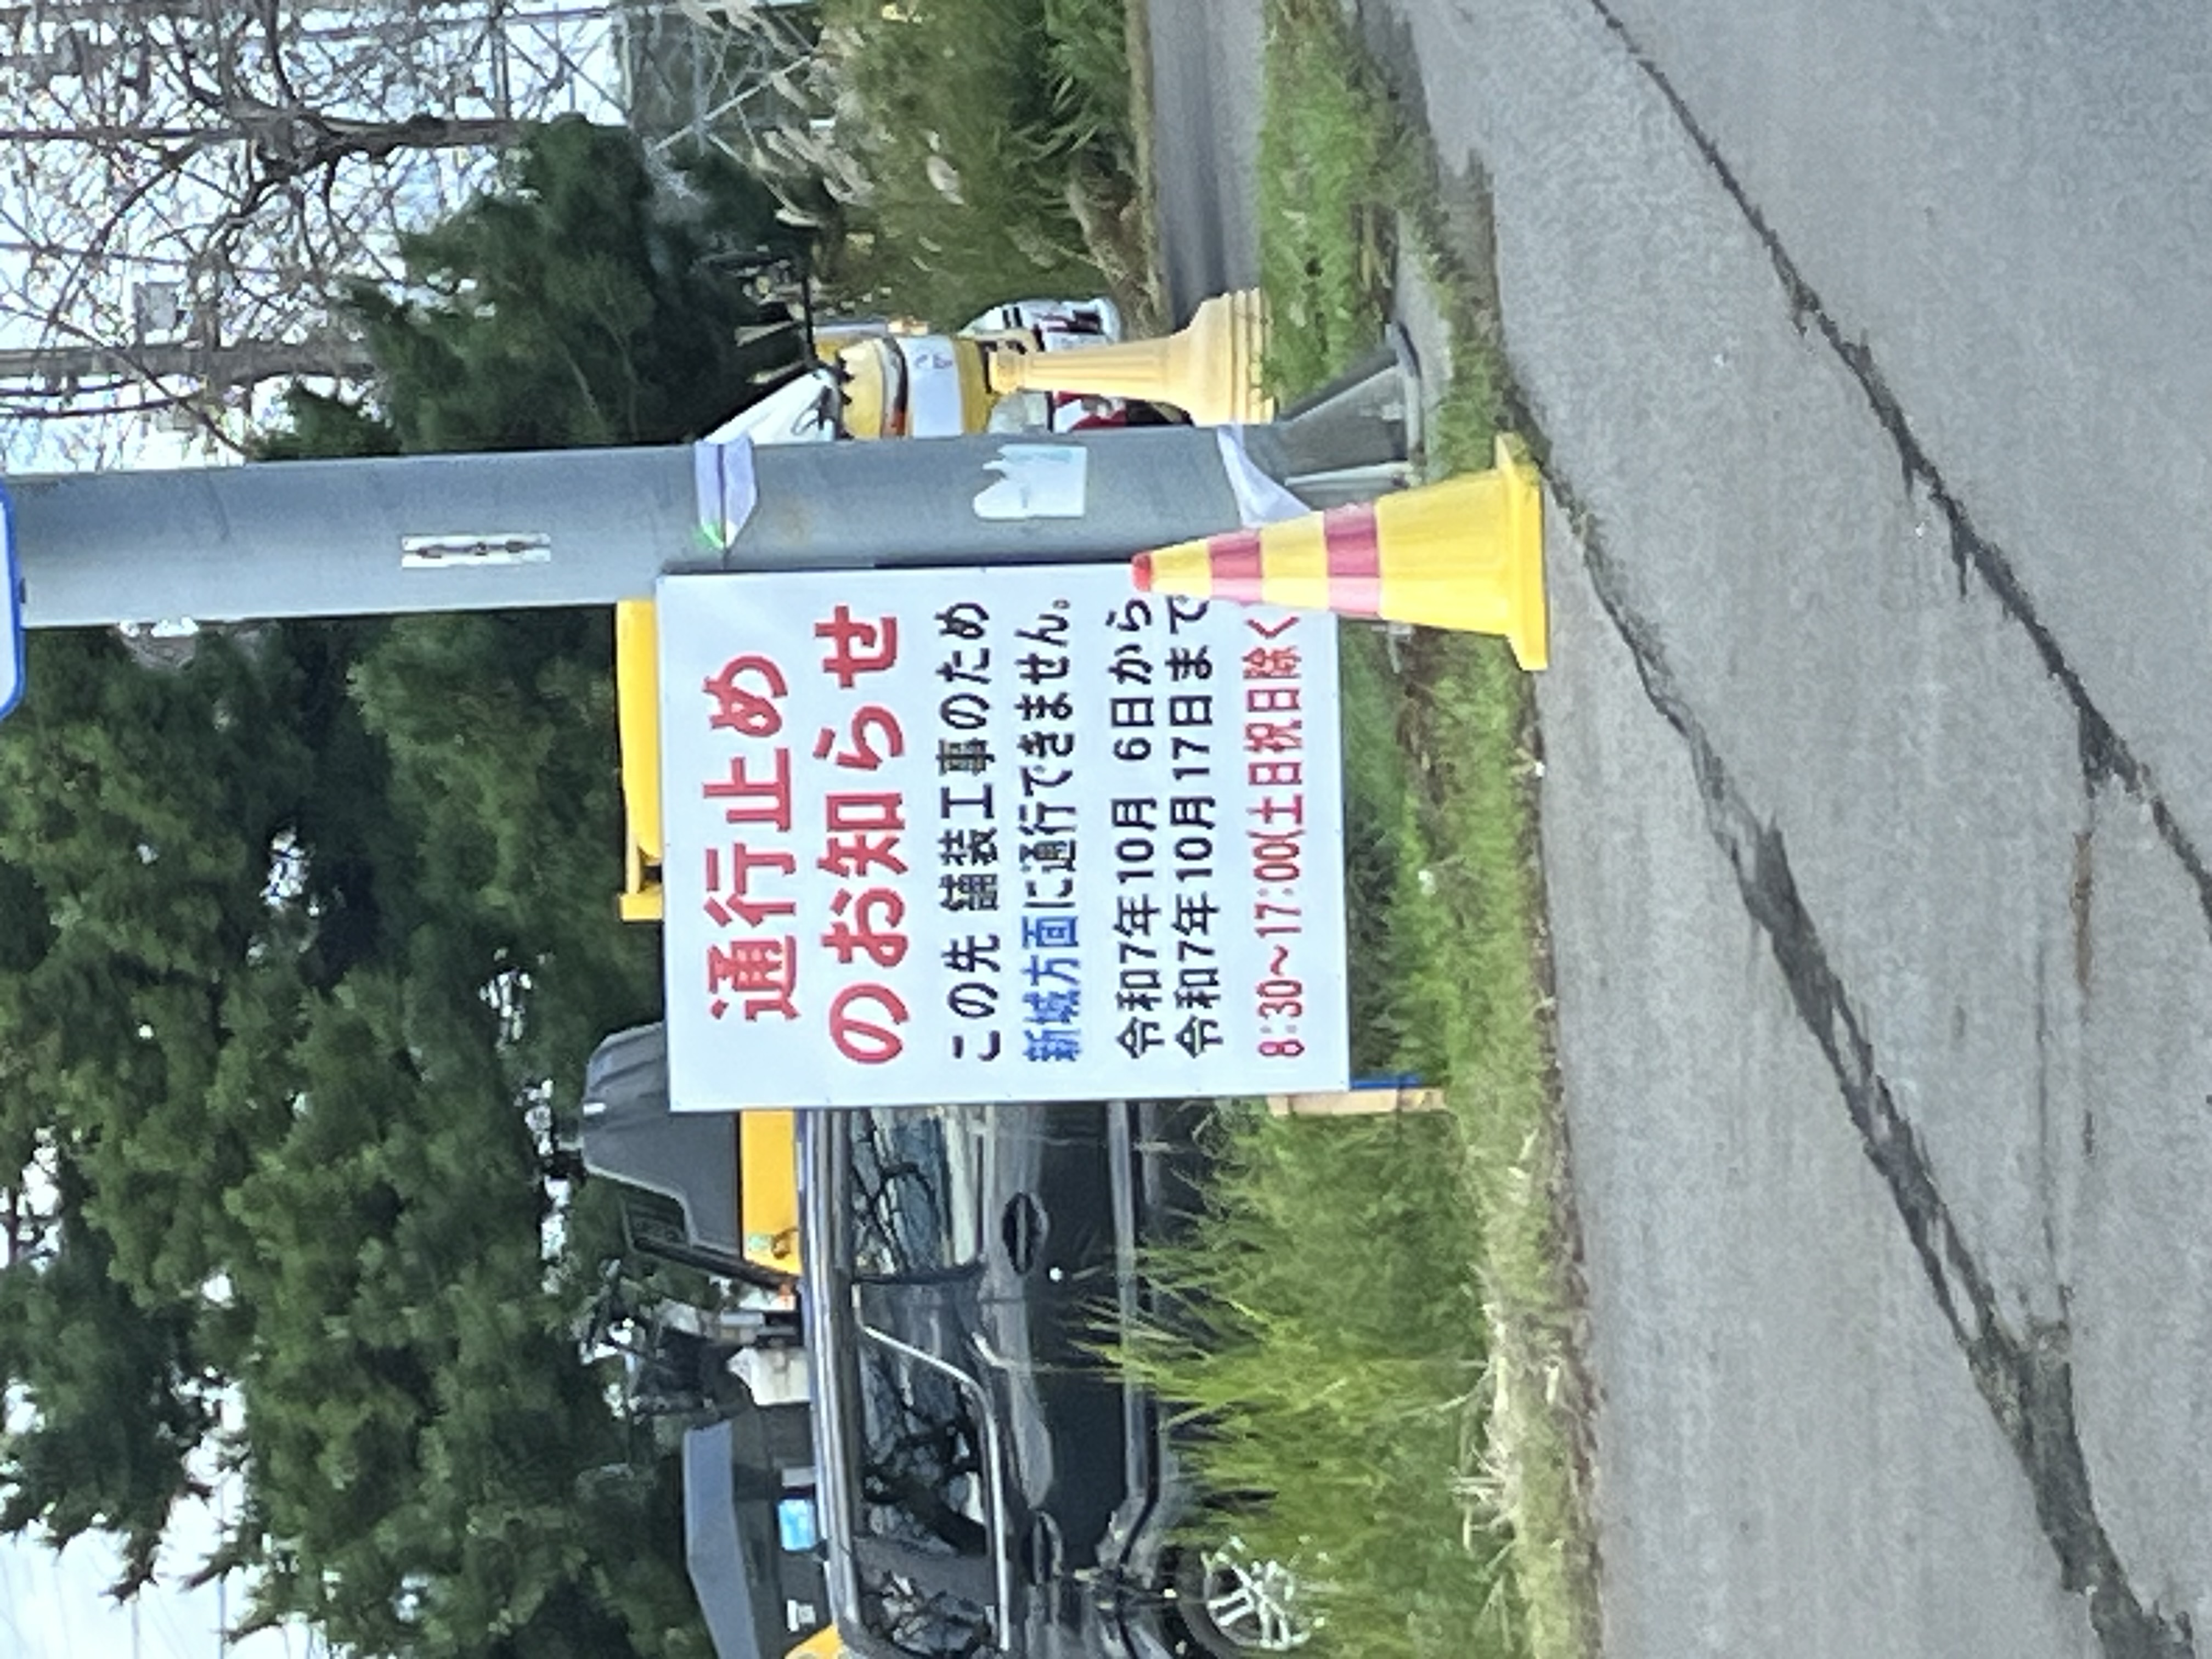 通行止め
のお知らせ
この先 舗装工事のため
新城方面に通行できません。
令和7年10月 6日から
令和7年10月17日まで
8:30～17:00(土日祝日除く